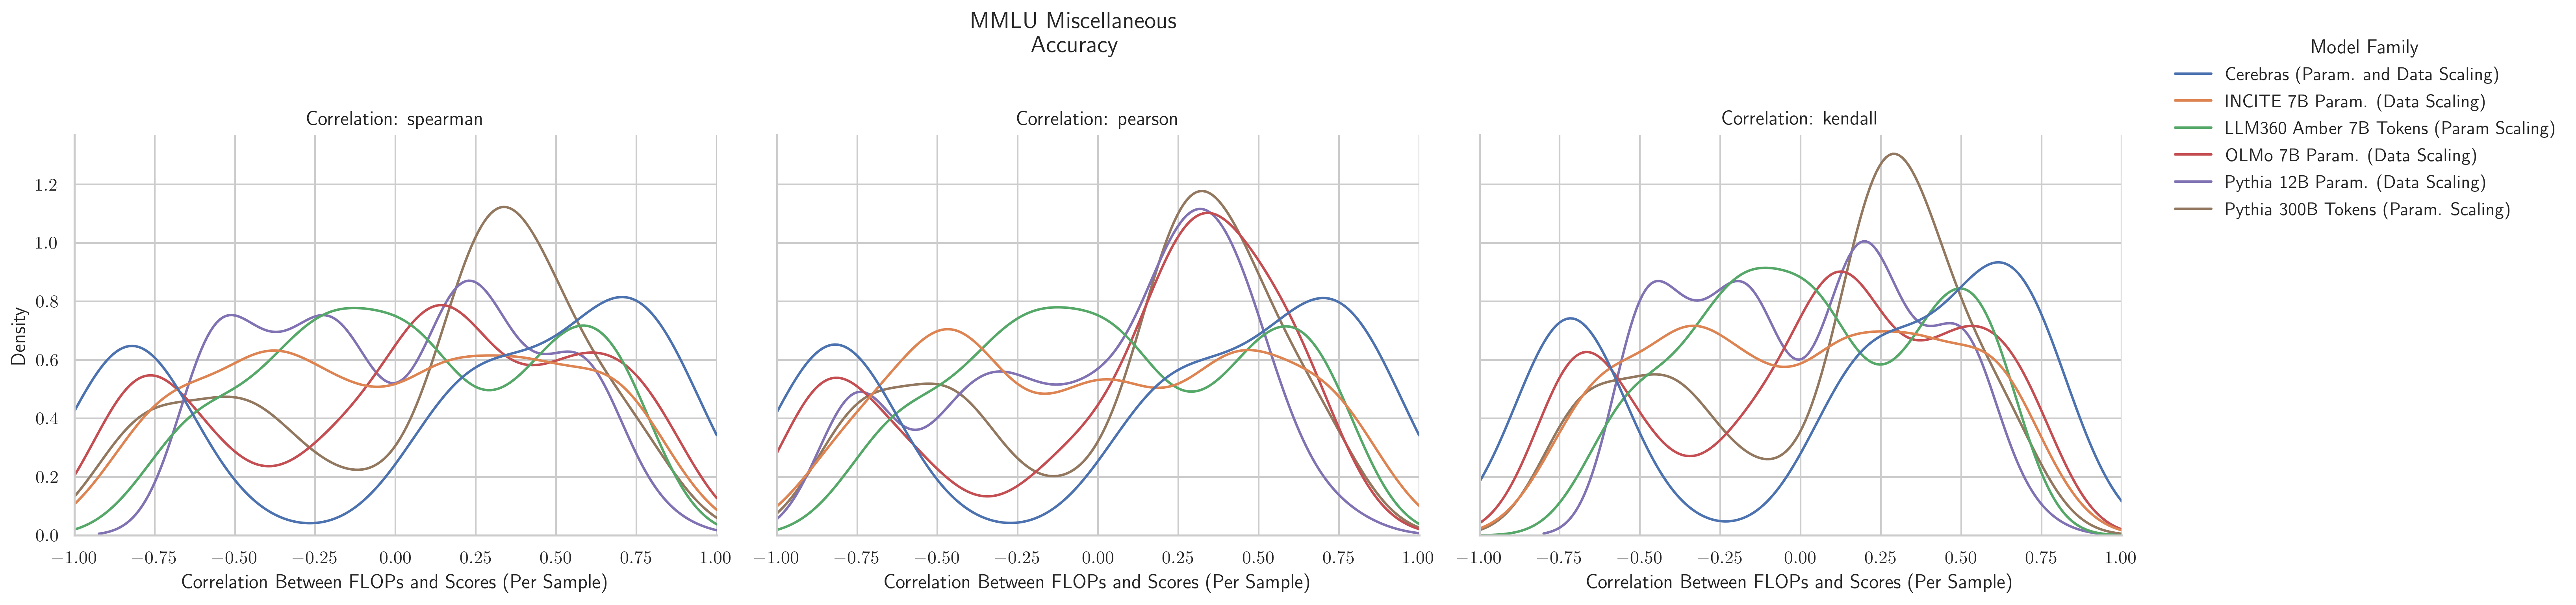 MMLU Miscellaneous
Accuracy
Model Family
Cerebras (Param. and Data Scaling)
INCITE 7B Param. (Data Scaling)
LLM360 Amber 7B Tokens (Param Scaling)
OLMo 7B Param. (Data Scaling)
Pythia 12B Param. (Data Scaling)
Pythia 300B Tokens (Param. Scaling)
Correlation: spearman
Correlation: pearson
Correlation: kendall
Density
1.2
1.0
0.8
0.6
0.4
0.2
0.0
−1.00 −0.75 −0.50 −0.25 0.00 0.25 0.50 0.75 1.00
−1.00 −0.75 −0.50 −0.25 0.00 0.25 0.50 0.75 1.00
−1.00 −0.75 −0.50 −0.25 0.00 0.25 0.50 0.75 1.00
Correlation Between FLOPs and Scores (Per Sample)
Correlation Between FLOPs and Scores (Per Sample)
Correlation Between FLOPs and Scores (Per Sample)